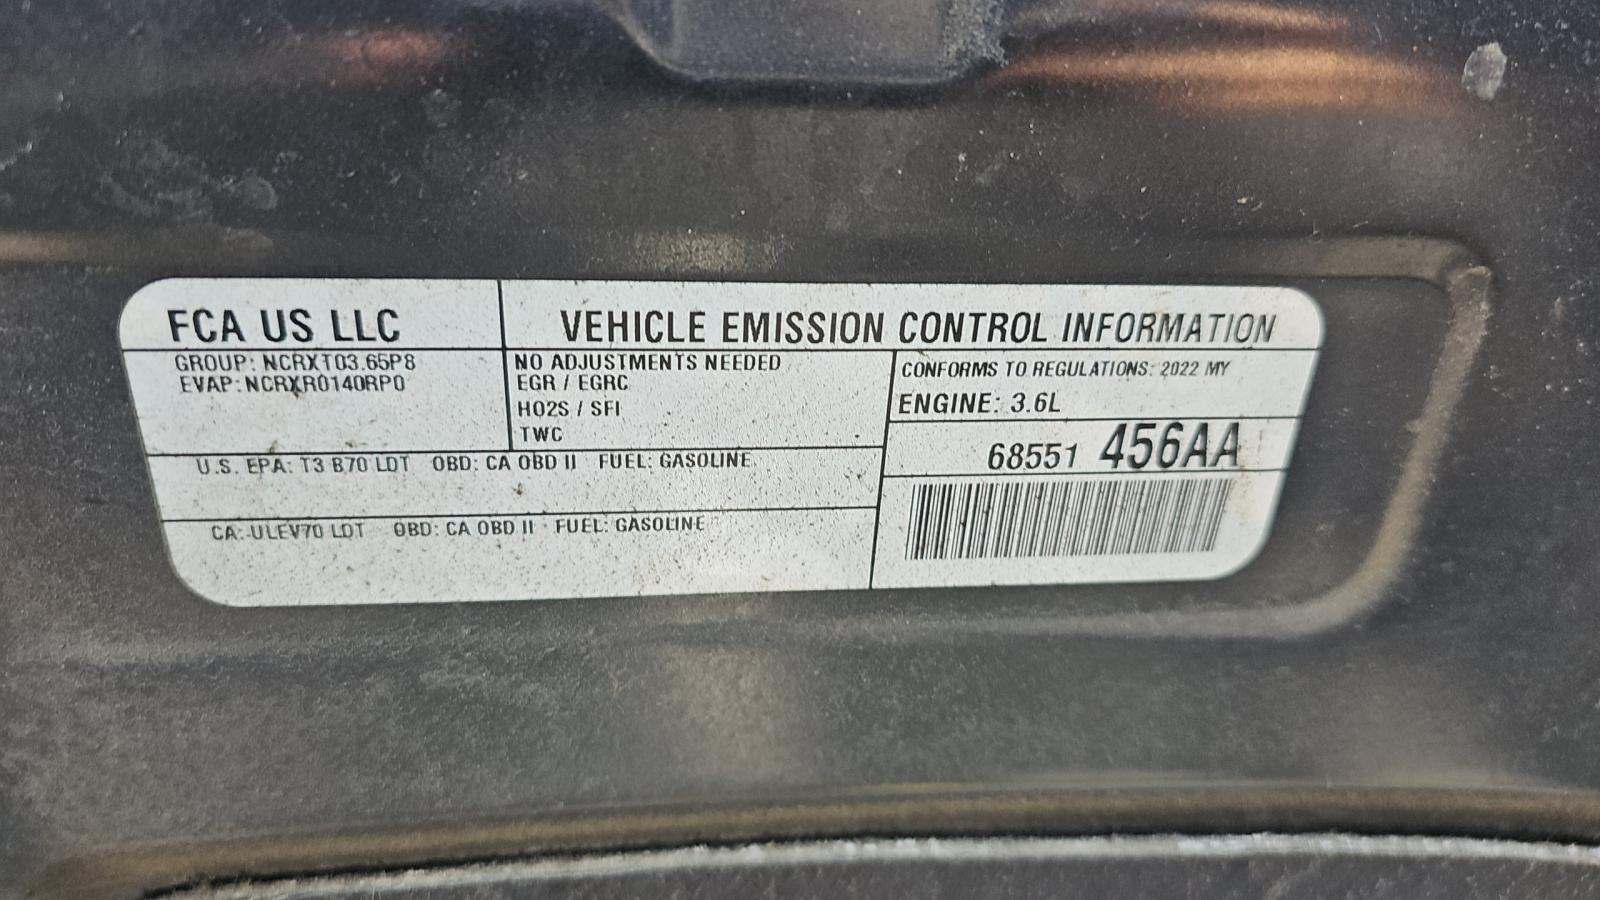 FCA US LLC
VEHICLE EMISSION CONTROL INFORMATION
GROUP: NCRXT03.65P8
EVAP: NCRXR0140RP0
NO ADJUSTMENTS NEEDED
EGR / EGRC
HO2S / SFI
TWC
CONFORMS TO REGULATIONS: 2022 MY
ENGINE: 3.6L
68551 456AA
U.S. EPA: T3 B70 LDT OBD: CA OBD II FUEL: GASOLINE
CA: ULEV70 LDT OBD: CA OBD II FUEL: GASOLINE